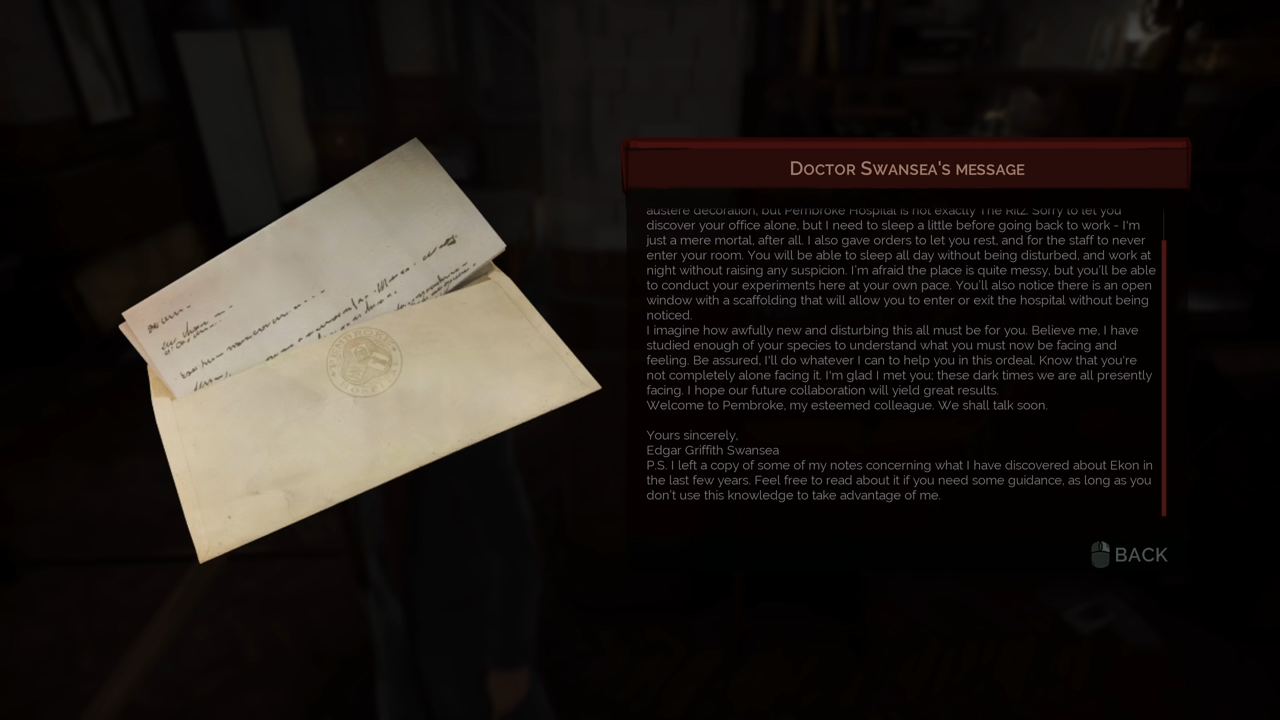 DOCTOR SWANSEA'S MESSAGE
austere decoration, but Pembroke Hospital is not exactly The Ritz. Sorry to let you
discover your office alone, but I need to sleep a little before going back to work - I'm
just a mere mortal, after all. I also gave orders to let you rest, and for the staff to never
enter your room. You will be able to sleep all day without being disturbed, and work at
night without raising any suspicion. I'm afraid the place is quite messy, but you'll be able
to conduct your experiments here at your own pace. You'll also notice there is an open
window with a scaffolding that will allow you to enter or exit the hospital without being
noticed.
I imagine how awfully new and disturbing this all must be for you. Believe me, I have
studied enough of your species to understand what you must now be facing and
feeling. Be assured, I'll do whatever I can to help you in this ordeal. Know that you're
not completely alone facing it. I'm glad I met you; these dark times we are all presently
facing. I hope our future collaboration will yield great results.
Welcome to Pembroke, my esteemed colleague. We shall talk soon.
Yours sincerely,
Edgar Griffith Swansea
P.S. I left a copy of some of my notes concerning what I have discovered about Ekon in
the last few years. Feel free to read about it if you need some guidance, as long as you
don't use this knowledge to take advantage of me.
BACK
PEMBROKE